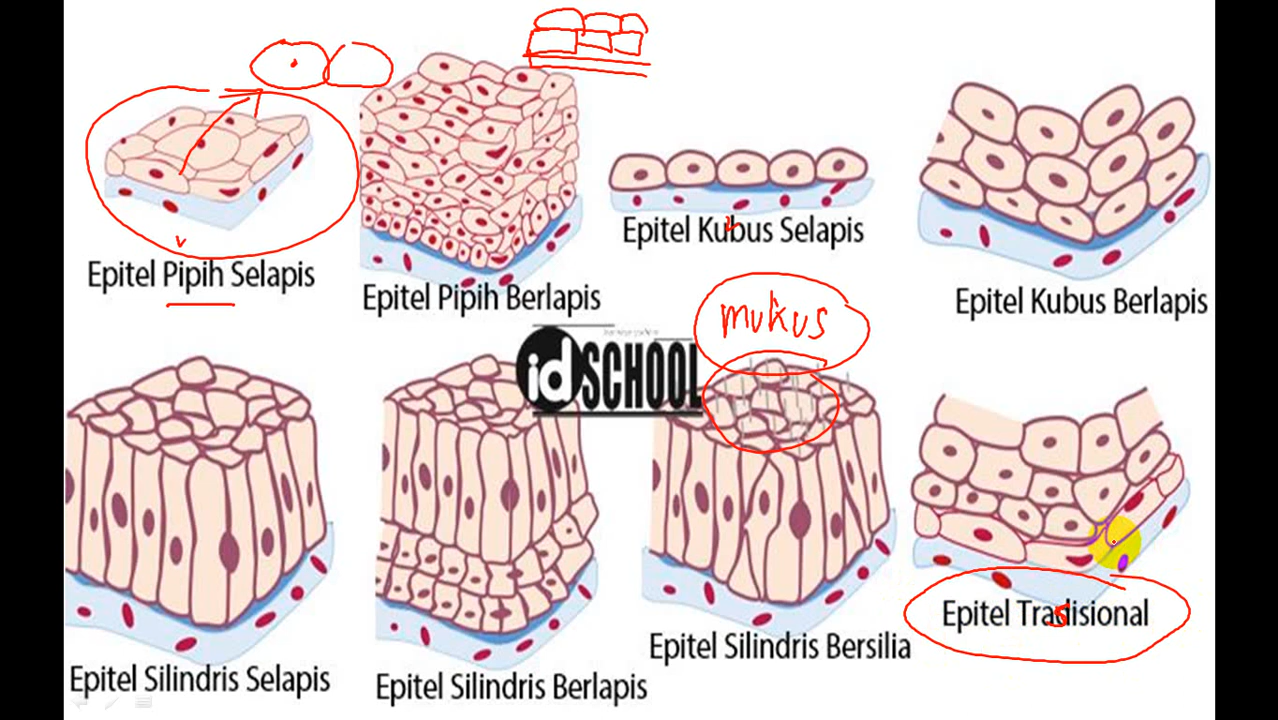 Epitel Pipih Selapis
Epitel Pipih Berlapis
Epitel Kubus Selapis
Epitel Kubus Berlapis
mukus
idSCHOOL
Epitel Silindris Selapis
Epitel Silindris Berlapis
Epitel Silindris Bersilia
Epitel Tradisional
s